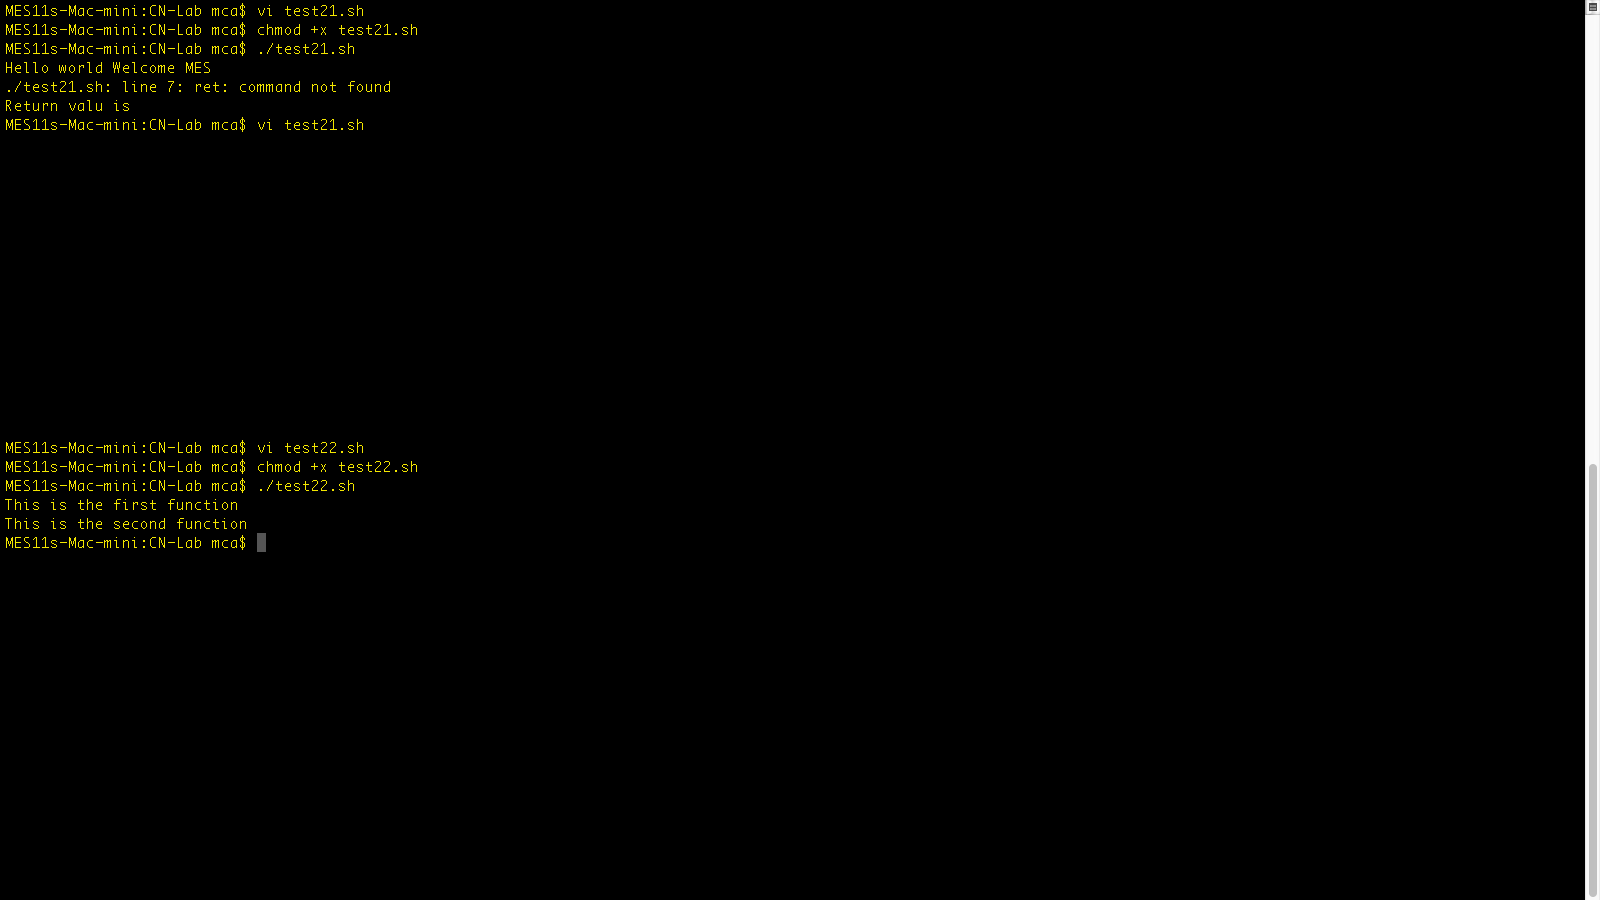 MES11s-Mac-mini:CN-Lab mca$ vi test21.sh
MES11s-Mac-mini:CN-Lab mca$ chmod +x test21.sh
MES11s-Mac-mini:CN-Lab mca$ ./test21.sh
Hello world Welcome MES
./test21.sh: line 7: ret: command not found
Return valu is
MES11s-Mac-mini:CN-Lab mca$ vi test21.sh
MES11s-Mac-mini:CN-Lab mca$ vi test22.sh
MES11s-Mac-mini:CN-Lab mca$ chmod +x test22.sh
MES11s-Mac-mini:CN-Lab mca$ ./test22.sh
This is the first function
This is the second function
MES11s-Mac-mini:CN-Lab mca$